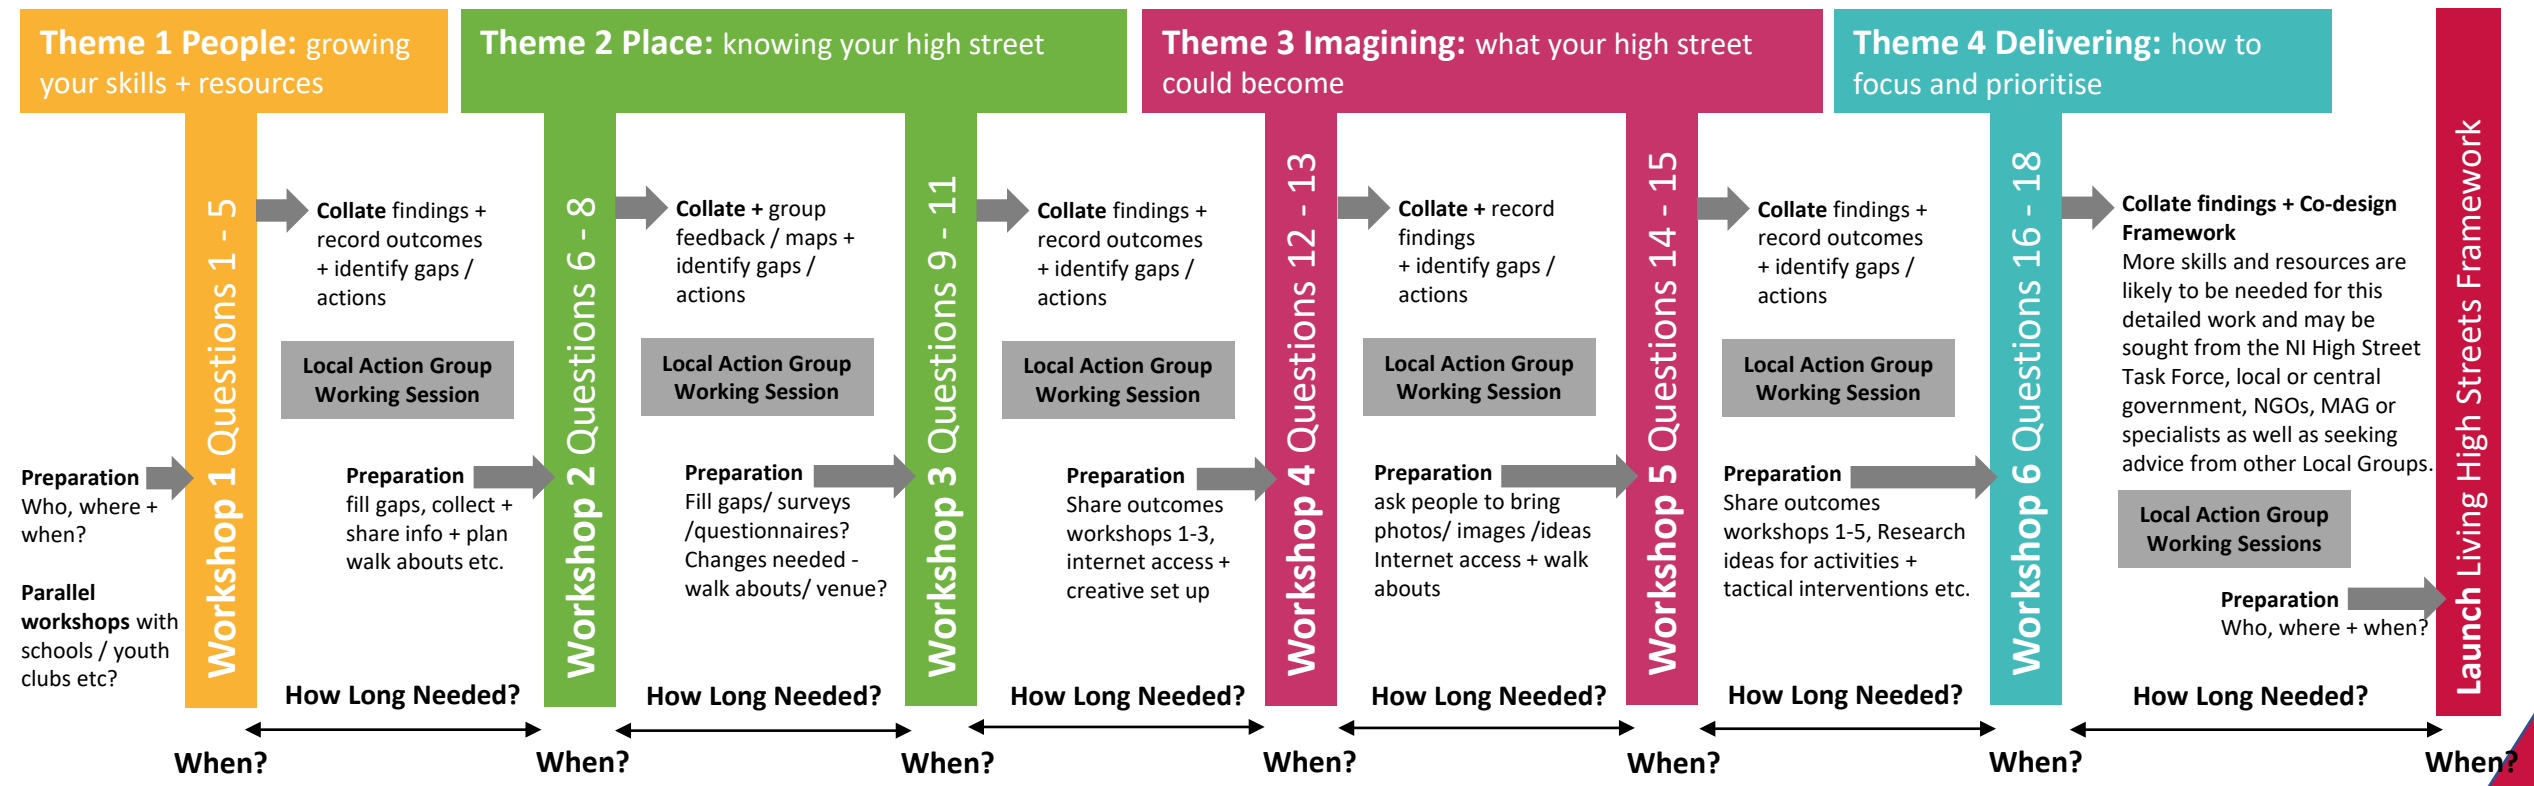 Theme 1 People: growing
your skills + resources
Theme 2 Place: knowing your high street
Theme 3 Imagining: what your high street
could become
Theme 4 Delivering: how to
focus and prioritise
Preparation
Who, where +
when?
Parallel
workshops with
schools / youth
clubs etc?
Workshop 1 Questions 1 - 5
Collate findings +
record outcomes
+ identify gaps /
actions
Local Action Group
Working Session
Preparation
fill gaps, collect +
share info + plan
walk abouts etc.
How Long Needed?
Workshop 2 Questions 6 - 8
Collate + group
feedback / maps +
identify gaps /
actions
Local Action Group
Working Session
Preparation
Fill gaps/ surveys
/questionnaires?
Changes needed -
walk abouts/ venue?
How Long Needed?
Workshop 3 Questions 9 - 11
Collate findings +
record outcomes
+ identify gaps /
actions
Local Action Group
Working Session
Preparation
Share outcomes
workshops 1-3,
internet access +
creative set up
How Long Needed?
Workshop 4 Questions 12 - 13
Collate + record
findings
+ identify gaps /
actions
Local Action Group
Working Session
Preparation
ask people to bring
photos/ images /ideas
Internet access + walk
abouts
How Long Needed?
Workshop 5 Questions 14 - 15
Collate findings +
record outcomes
+ identify gaps /
actions
Local Action Group
Working Session
Preparation
Share outcomes
workshops 1-5, Research
ideas for activities +
tactical interventions etc.
How Long Needed?
Workshop 6 Questions 16 - 18
Collate findings + Co-design
Framework
More skills and resources are
likely to be needed for this
detailed work and may be
sought from the NI High Street
Task Force, local or central
government, NGOs, MAG or
specialists as well as seeking
advice from other Local Groups.
Local Action Group
Working Sessions
Preparation
Who, where + when?
How Long Needed?
Launch Living High Streets Framework
When?
When?
When?
When?
When?
When?
When?